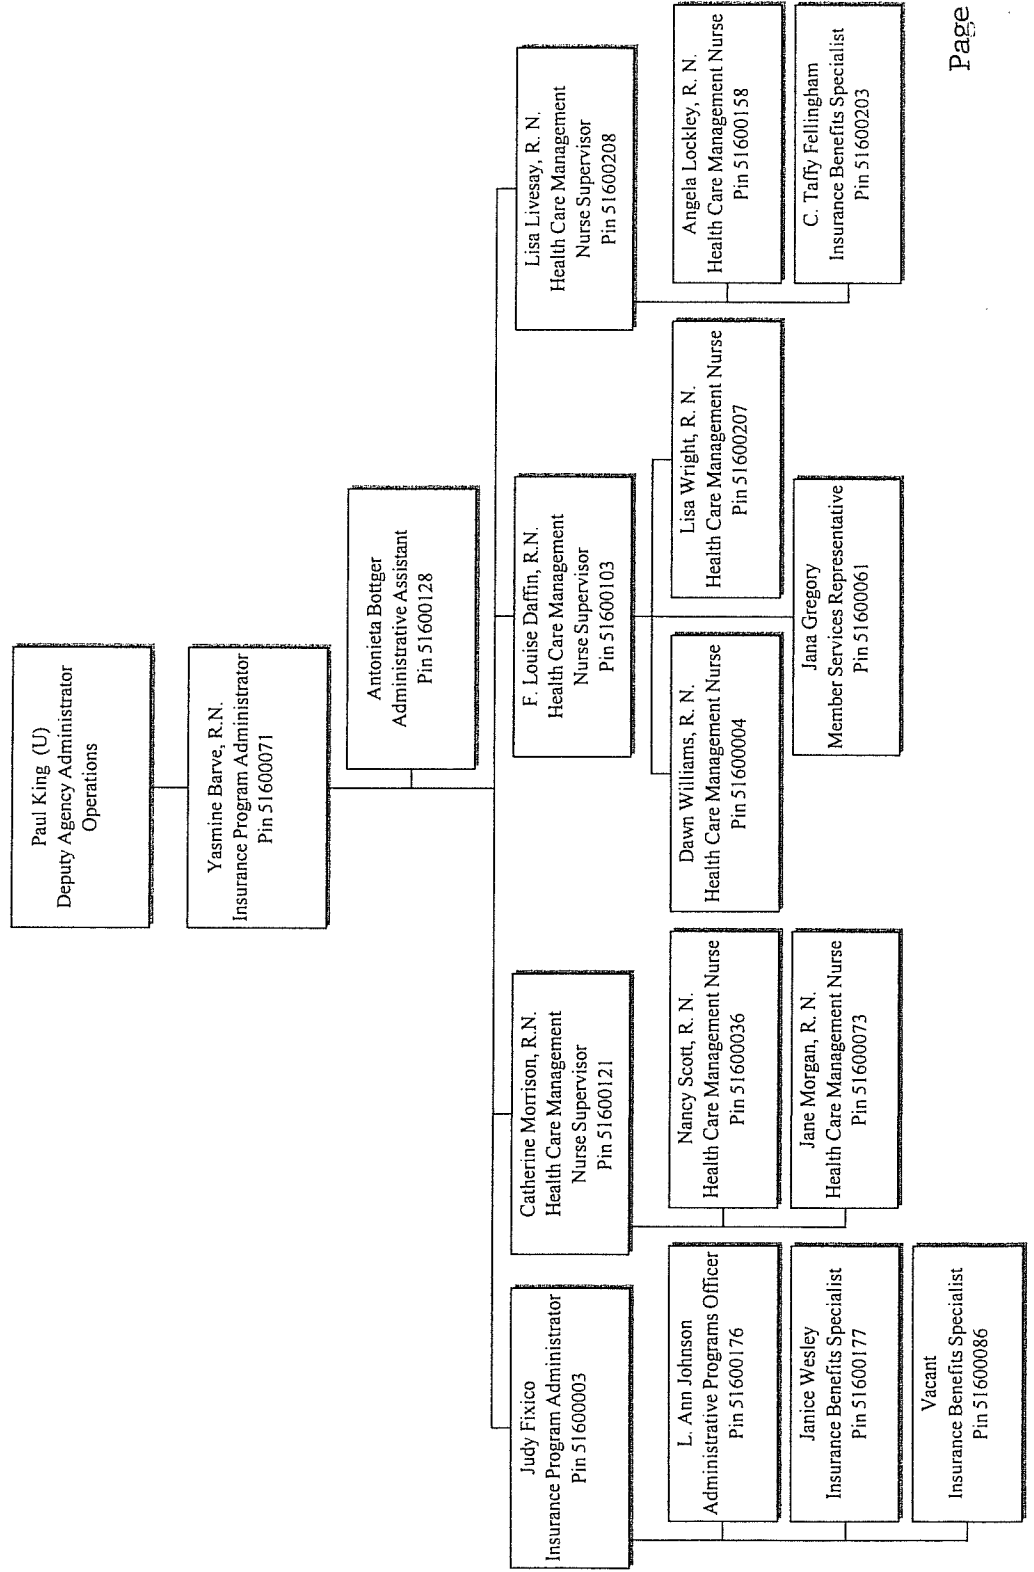 Paul King (U)
Deputy Agency Administrator
Operations
Yasmine Barve, R.N.
Insurance Program Administrator
Pin 51600071
Antonieta Bottger
Administrative Assistant
Pin 51600128
Judy Fixico
Insurance Program Administrator
Pin 51600003
L. Ann Johnson
Administrative Programs Officer
Pin 51600176
Janice Wesley
Insurance Benefits Specialist
Pin 51600177
Vacant
Insurance Benefits Specialist
Pin 51600086
Catherine Morrison, R.N.
Health Care Management
Nurse Supervisor
Pin 51600121
Nancy Scott, R. N.
Health Care Management Nurse
Pin 51600036
Jane Morgan, R. N.
Health Care Management Nurse
Pin 51600073
F. Louise Daffin, R.N.
Health Care Management
Nurse Supervisor
Pin 51600103
Dawn Williams, R. N.
Health Care Management Nurse
Pin 51600004
Lisa Wright, R. N.
Health Care Management Nurse
Pin 51600207
Jana Gregory
Member Services Representative
Pin 51600061
Lisa Livesay, R. N.
Health Care Management
Nurse Supervisor
Pin 51600208
Angela Lockley, R. N.
Health Care Management Nurse
Pin 51600158
C. Taffy Fellingham
Insurance Benefits Specialist
Pin 51600203
Page